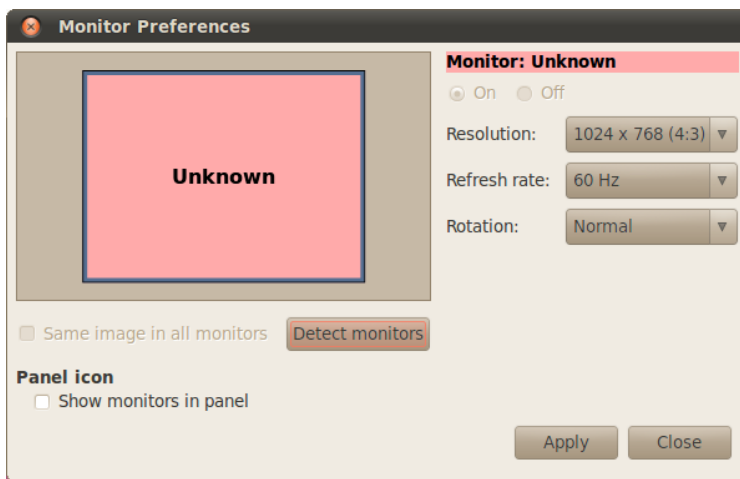 Monitor Preferences
Unknown
Monitor: Unknown
On Off
Resolution: 1024 x 768 (4:3)
Refresh rate: 60 Hz
Rotation: Normal
Same image in all monitors Detect monitors
Panel icon
Show monitors in panel
Apply Close